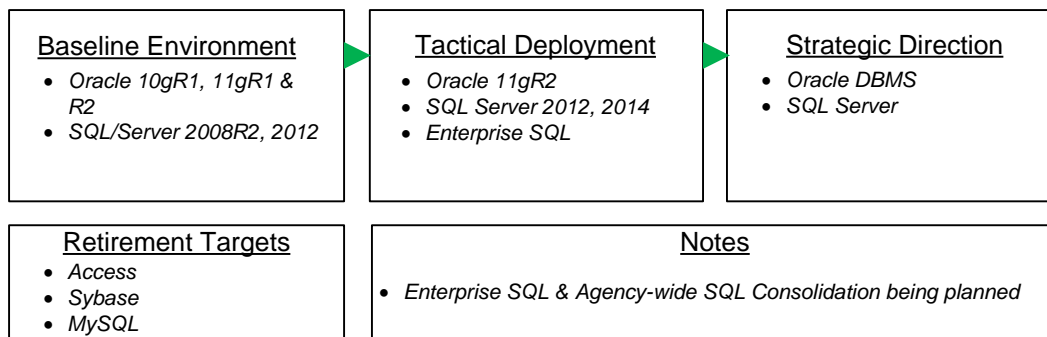 Baseline Environment
• Oracle 10gR1, 11gR1 &
R2
• SQL/Server 2008R2, 2012
Tactical Deployment
• Oracle 11gR2
• SQL Server 2012, 2014
• Enterprise SQL
Strategic Direction
• Oracle DBMS
• SQL Server
Retirement Targets
• Access
• Sybase
• MySQL
Notes
• Enterprise SQL & Agency-wide SQL Consolidation being planned